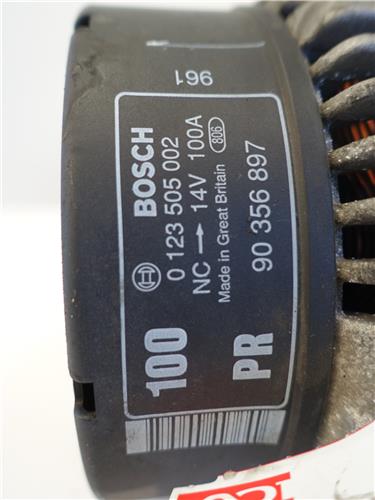 BOSCH
0 123 505 002
NC → 14V 100A
Made in Great Britain 806
90 356 897
100 PR
961